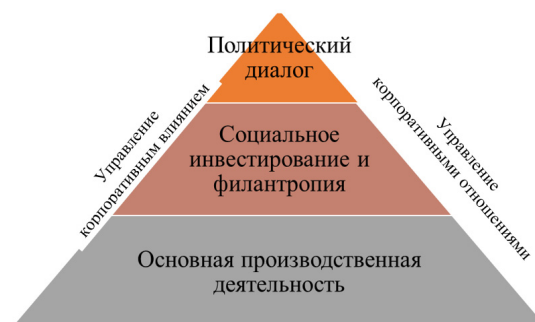 Политический
диалог
Управление
корпоративным влиянием
Управление
корпоративными отношениями
Социальное
инвестирование и
филантропия
Основная производственная
деятельность